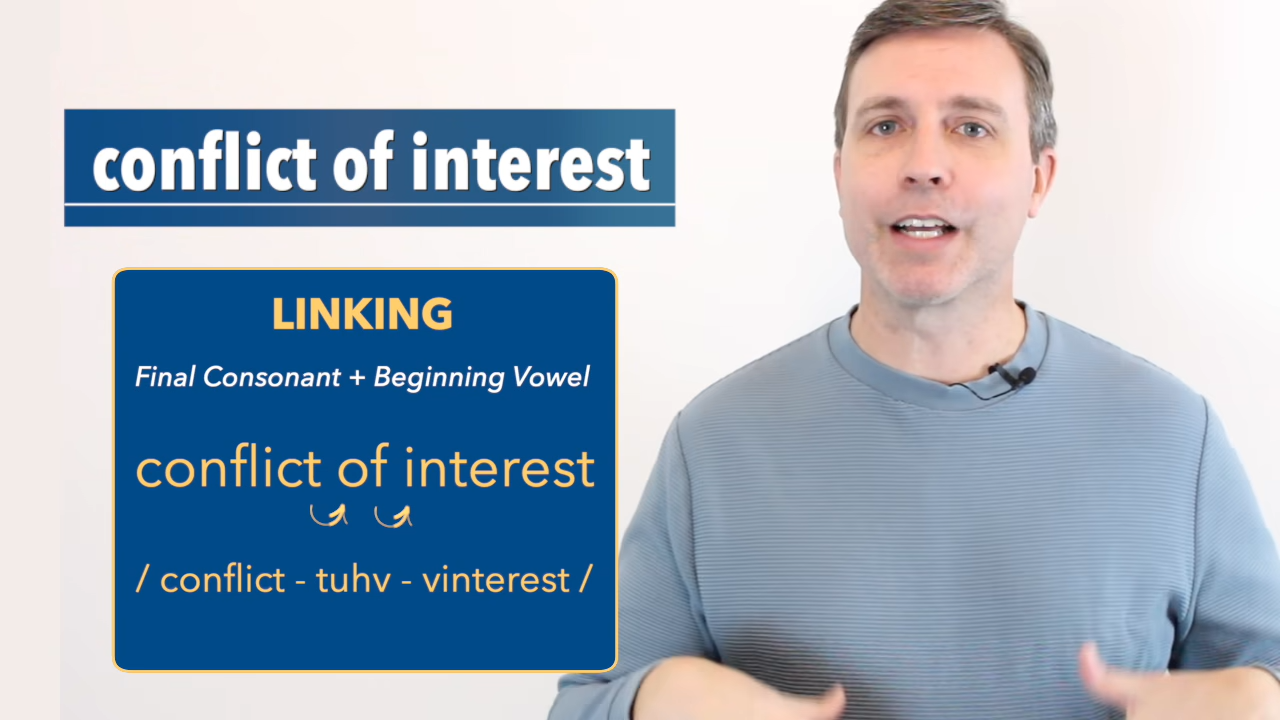 conflict of interest
LINKING
Final Consonant + Beginning Vowel
conflict of interest
/ conflict - tuhv - vinterest /